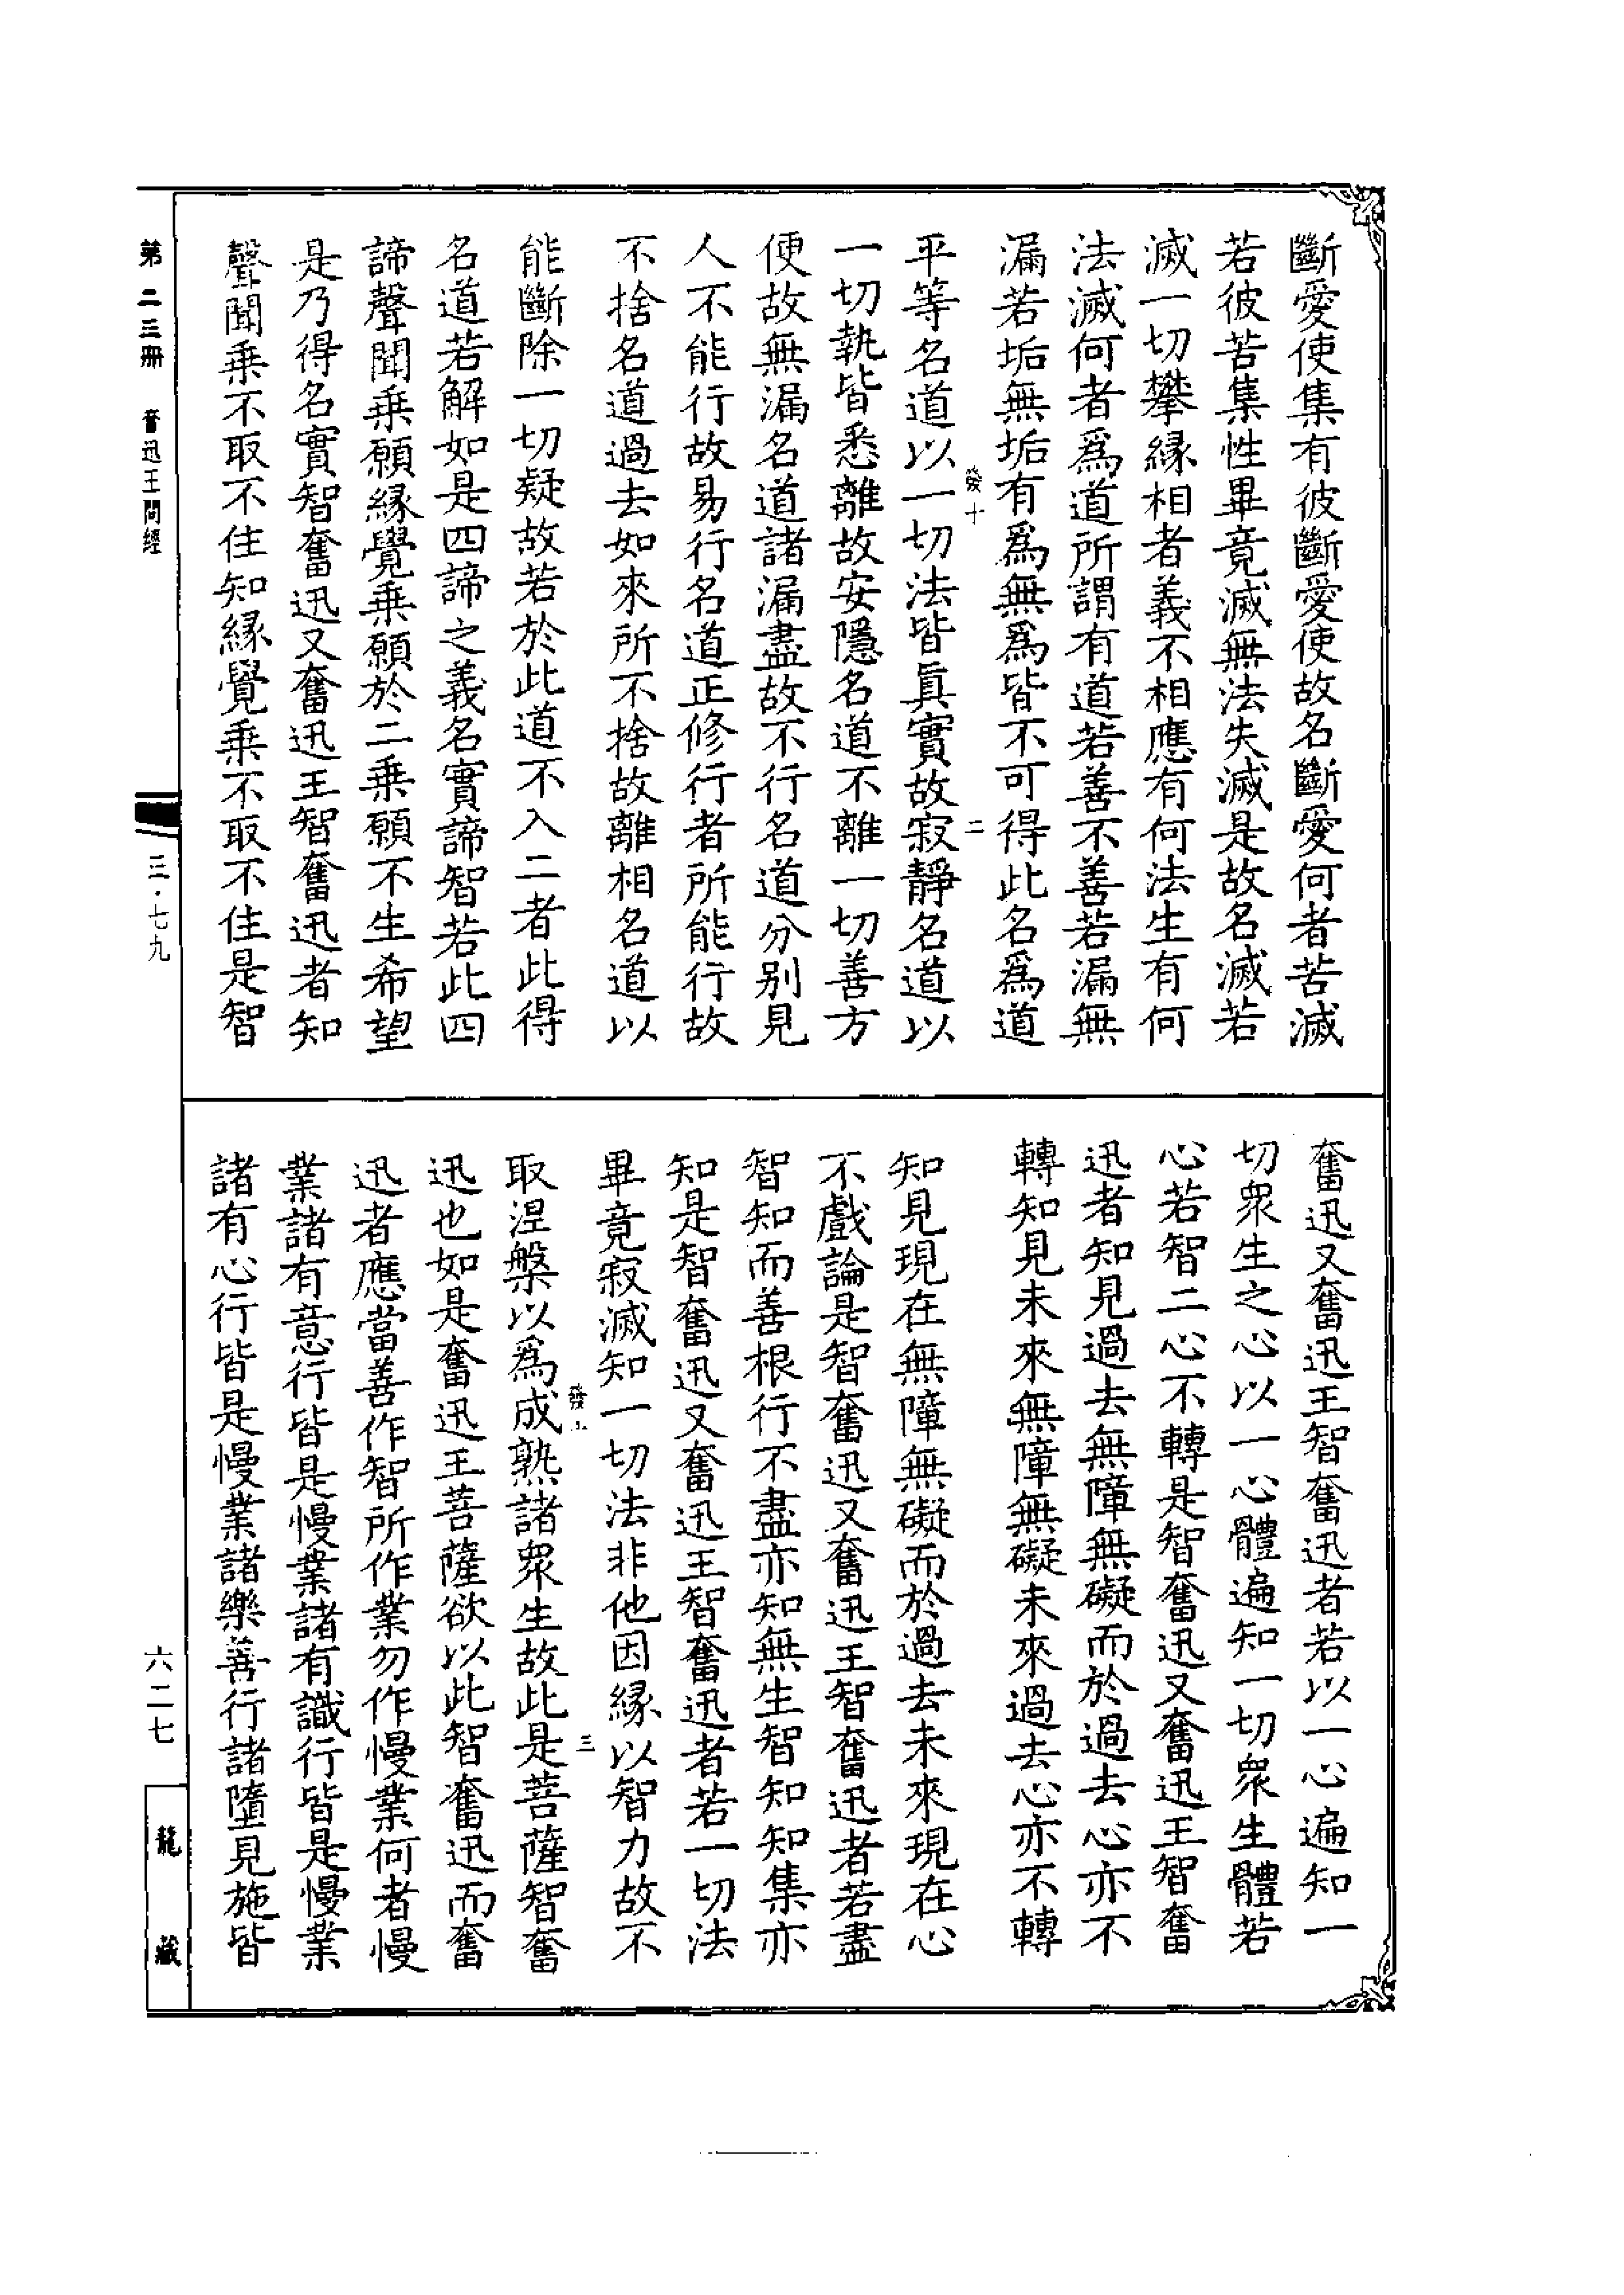 斷愛使集有彼斷愛使故名斷愛何者苦滅
若彼苦集性畢竟滅無法失滅是故名滅若
滅一切攀縁相者義不相應有何法生有何
法滅何者爲道所謂有道若善不善若漏無
漏若垢無垢有爲無爲皆不可得此名爲道
發十 二
平等名道以一切法皆眞實故寂靜名道以
一切執皆悉離故安隱名道不離一切善方
便故無漏名道諸漏盡故不行名道分别見
人不能行故易行名道正修行者所能行故
不捨名道過去如來所不捨故離相名道以
能斷除一切疑故若於此道不入二者此得
名道若解如是四諦之義名實諦智若此四
諦聲聞乗願縁覺乗願於二乗願不生希望
是乃得名實智奮迅又奮迅王智奮迅者知
聲聞乗不取不住知縁覺乗不取不住是智
奮迅又奮迅王智奮迅者若以一心遍知一
切衆生之心以一心體遍知一切衆生體若
心若智二心不轉是智奮迅又奮迅王智奮
迅者知見過去無障無礙而於過去心亦不
轉知見未來無障無礙未來過去心亦不轉
知見現在無障無礙而於過去未來現在心
不戲論是智奮迅又奮迅王智奮迅者若盡
智知而善根行不盡亦知無生智知知集亦
知是智奮迅又奮迅王智奮迅者若一切法
畢竟寂滅知一切法非他因縁以智力故不
發 三
取涅槃以爲成熟諸衆生故此是菩薩智奮
迅也如是奮迅王菩薩欲以此智奮迅而奮
迅者應當善作智所作業勿作慢業何者慢
業諸有意行皆是慢業諸有識行皆是慢業
諸有心行皆是慢業諸樂善行諸墮見施皆
第二三冊 奮迅王問經
三·七九
六二七
龍藏